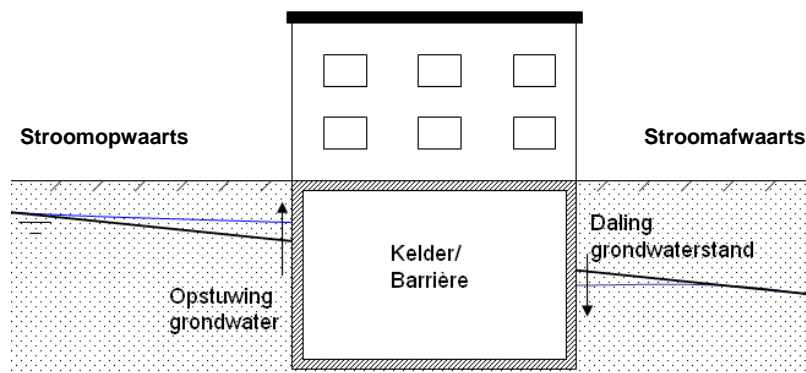 Stroomopwaarts
Stroomafwaarts
Kelder/
Barrière
Daling
grondwaterstand
Opstuwing
grondwater